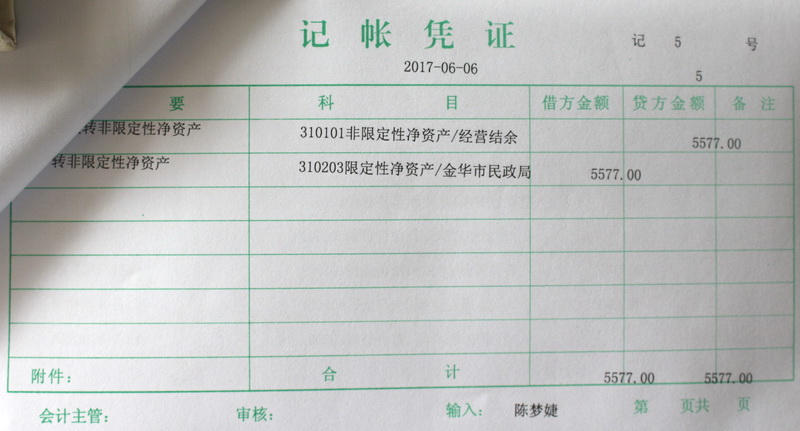 记帐凭证
记 5 号
2017-06-06
5
要 科目 借方金额 贷方金额 备注
转非限定性净资产 310101非限定性净资产/经营结余 5577.00
转非限定性净资产 310203限定性净资产/金华市民政局 5577.00
附件： 合计 5577.00 5577.00
会计主管： 审核： 输入： 陈梦婕 第 页共 页